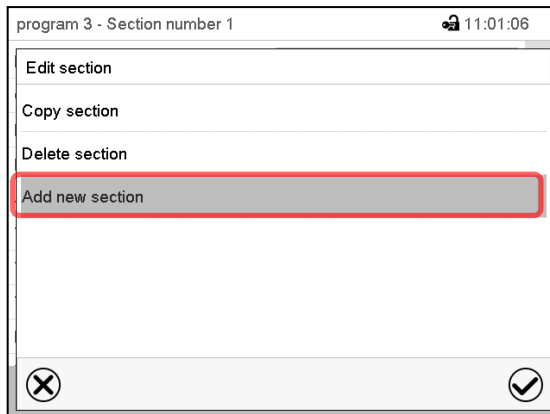 program 3 - Section number 1 11:01:06
Edit section
Copy section
Delete section
Add new section